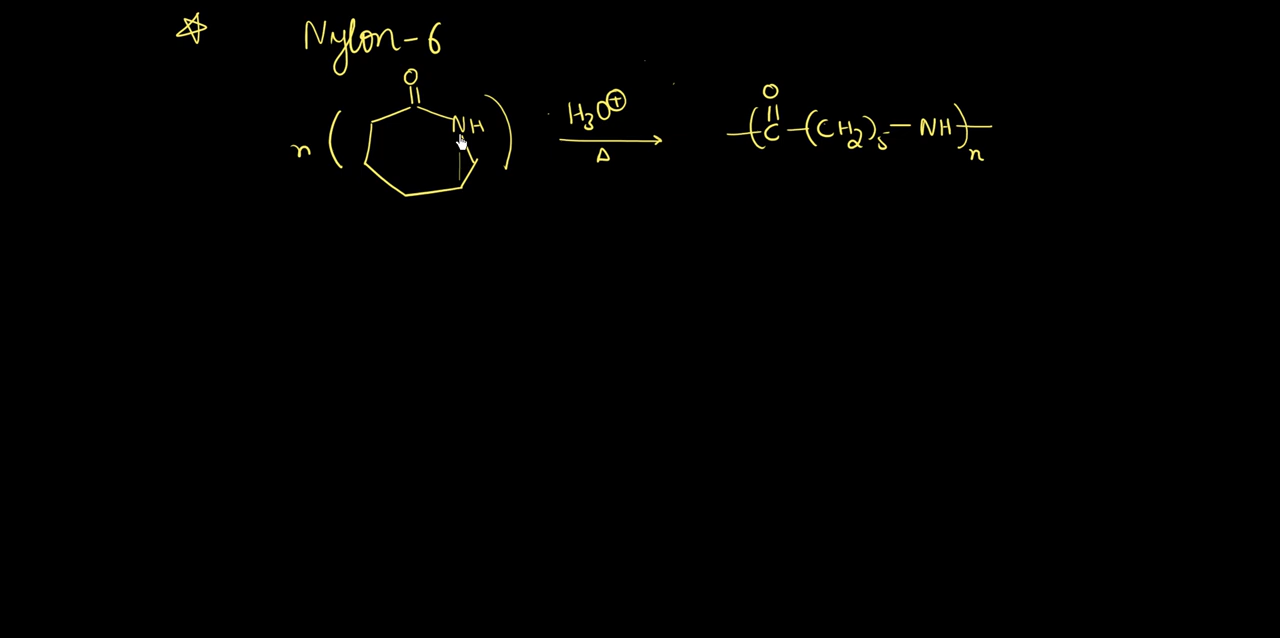 ☆ Nylon-6
O O
n ( NH ) H₃O⊕ -(C-(CH₂)₅-NH)-n
Δ